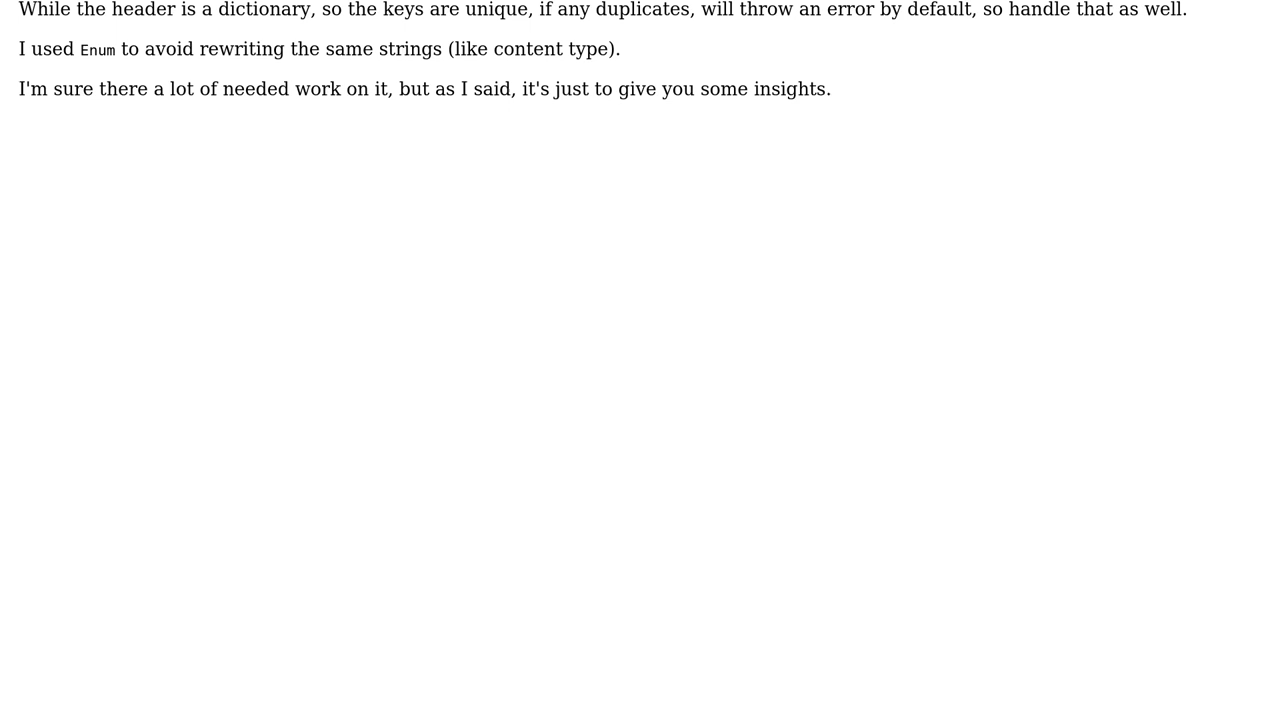 While the header is a dictionary, so the keys are unique, if any duplicates, will throw an error by default, so handle that as well.
I used Enum to avoid rewriting the same strings (like content type).
I'm sure there a lot of needed work on it, but as I said, it's just to give you some insights.